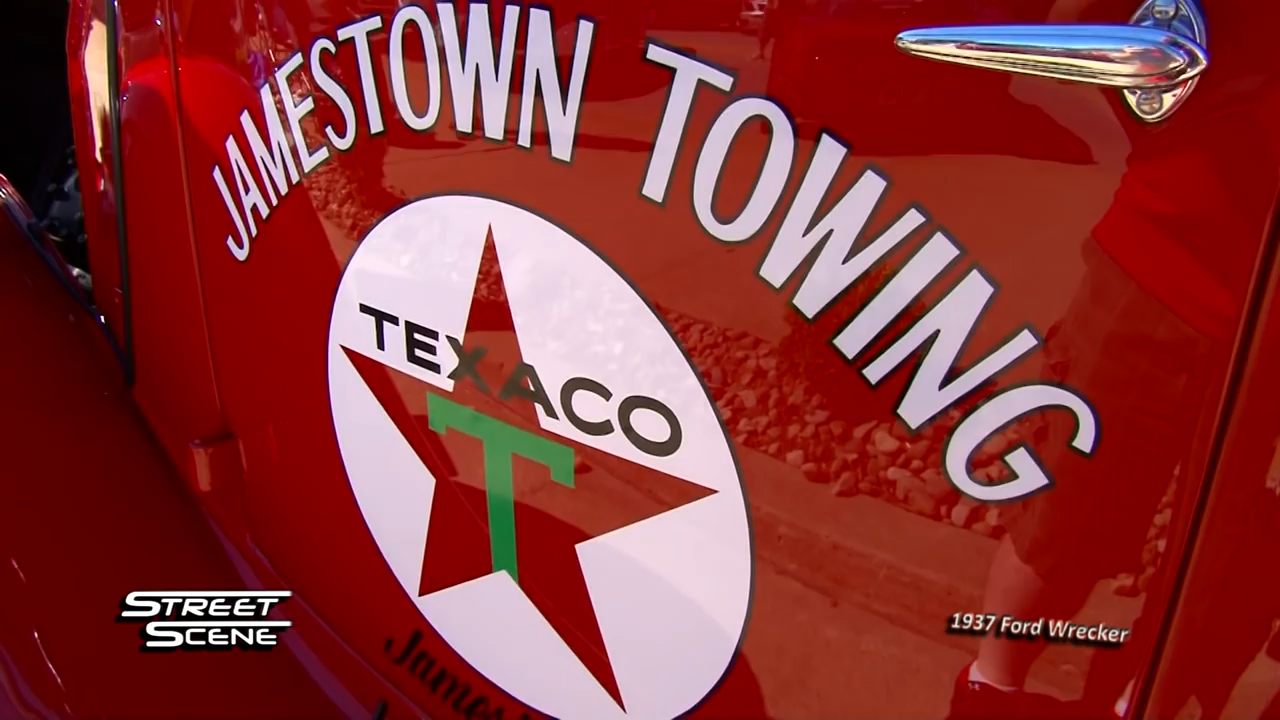 JAMESTOWN TOWING
TEXACO
T
STREET
SCENE
1937 Ford Wrecker